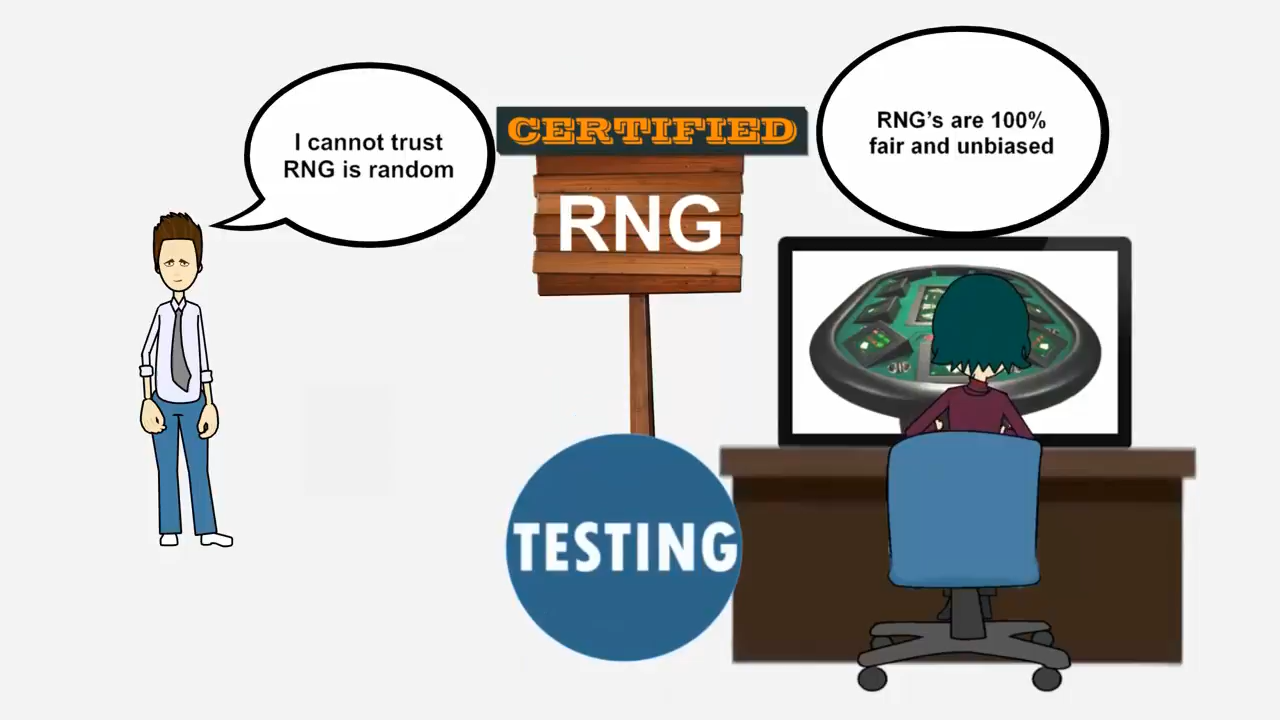 I cannot trust
RNG is random
CERTIFIED
RNG
RNG's are 100%
fair and unbiased
TESTING